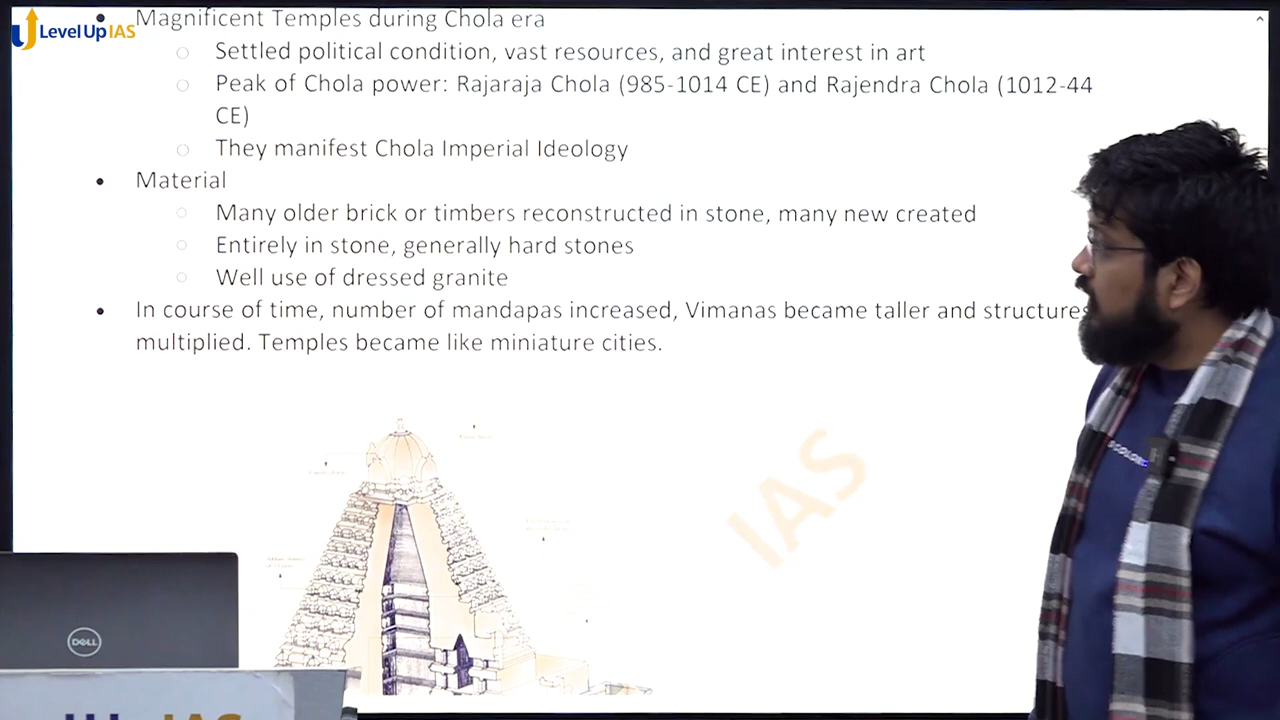 Level Up IAS
Magnificent Temples during Chola era
Settled political condition, vast resources, and great interest in art
Peak of Chola power: Rajaraja Chola (985-1014 CE) and Rajendra Chola (1012-44
CE)
They manifest Chola Imperial Ideology
Material
Many older brick or timbers reconstructed in stone, many new created
Entirely in stone, generally hard stones
Well use of dressed granite
In course of time, number of mandapas increased, Vimanas became taller and structures
multiplied. Temples became like miniature cities.
IAS
DELL